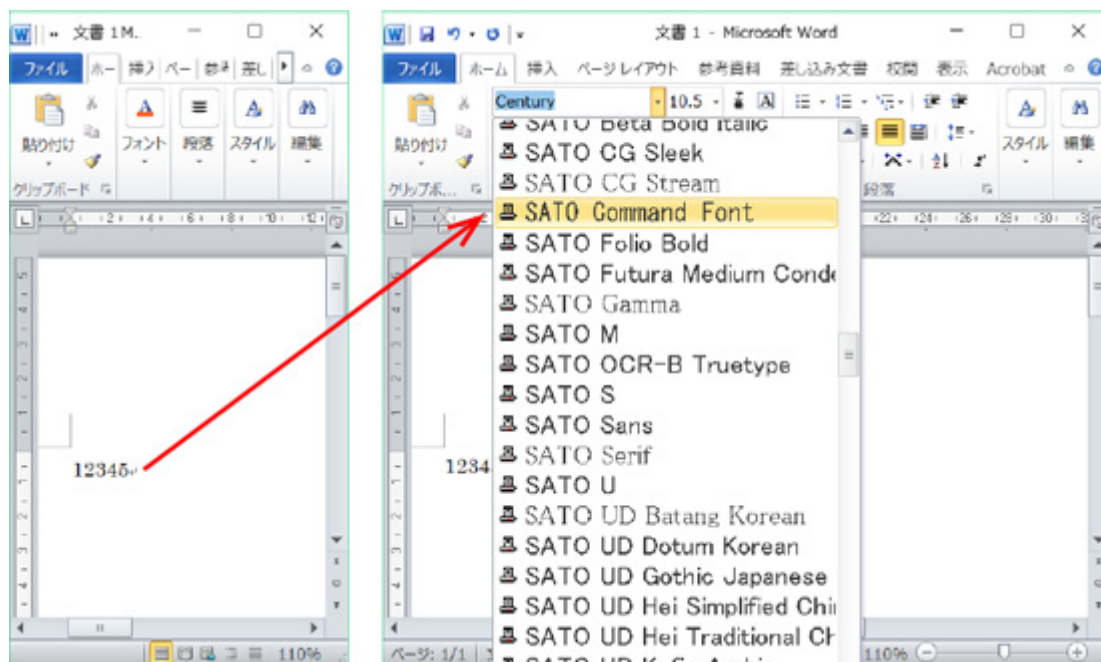 文書 1 M..
ファイル ホー 挿入 ペー 参考 差し
貼り付け フォント 段落 スタイル 編集
クリップボード
12345
110%
文書 1 - Microsoft Word
ファイル ホーム 挿入 ページ レイアウト 参考資料 差し込み文書 校閲 表示 Acrobat
Century 10.5
貼り付け スタイル 編集
クリップボ... 段落
SATO Beta Bold Italic
SATO CG Sleek
SATO CG Stream
SATO Command Font
SATO Folio Bold
SATO Futura Medium Conde
SATO Gamma
SATO M
SATO OCR-B Truetype
SATO S
SATO Sans
SATO Serif
1234
SATO U
SATO UD Batang Korean
SATO UD Dotum Korean
SATO UD Gothic Japanese
SATO UD Hei Simplified Chi
SATO UD Hei Traditional Ch
ページ: 1/1 110%